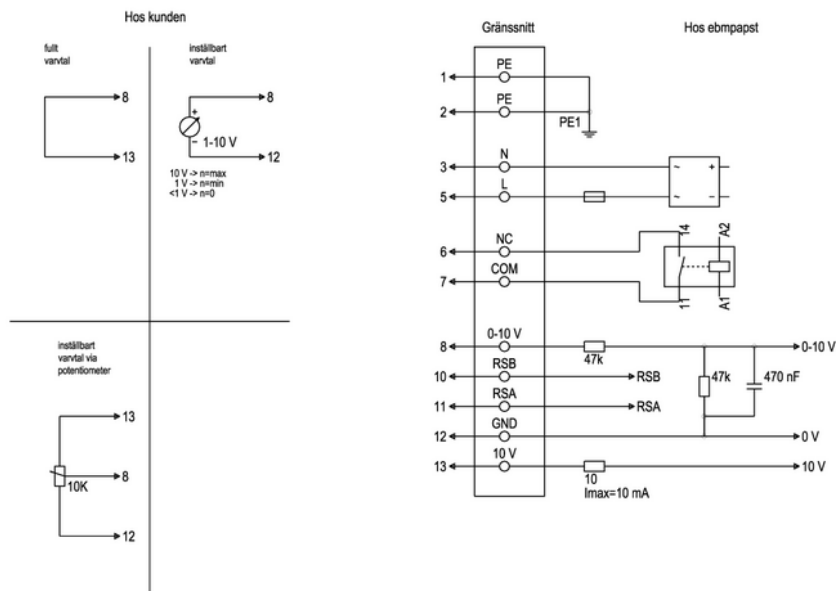 Hos kunden
fullt
varvtal
8
13
inställbart
varvtal
8
+
1-10 V
−
12
10 V -> n=max
1 V -> n=min
<1 V -> n=0
inställbart
varvtal via
potentiometer
13
8
10K
12
Gränssnitt
Hos ebmpapst
1
PE
2
PE
PE1
3
N
~
+
5
L
~
−
6
NC
14
A2
7
COM
11
A1
8
0-10 V
47k
0-10 V
10
RSB
RSB
47k
470 nF
11
RSA
RSA
12
GND
0 V
13
10 V
10
10 V
Imax=10 mA